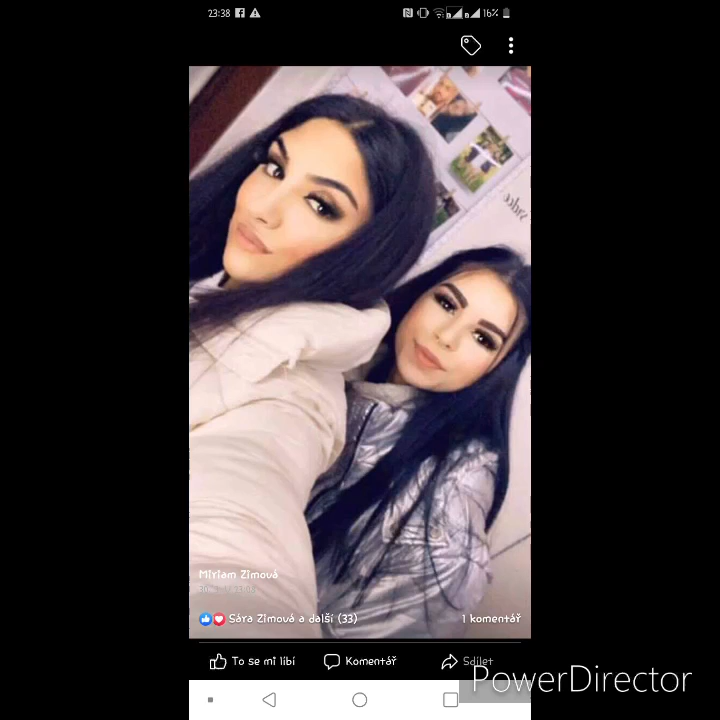 23:38
16%
Miriam Zimová
Sára Zimová a další (33)
1 komentář
To se mi líbí
Komentář
Sdílet
PowerDirector